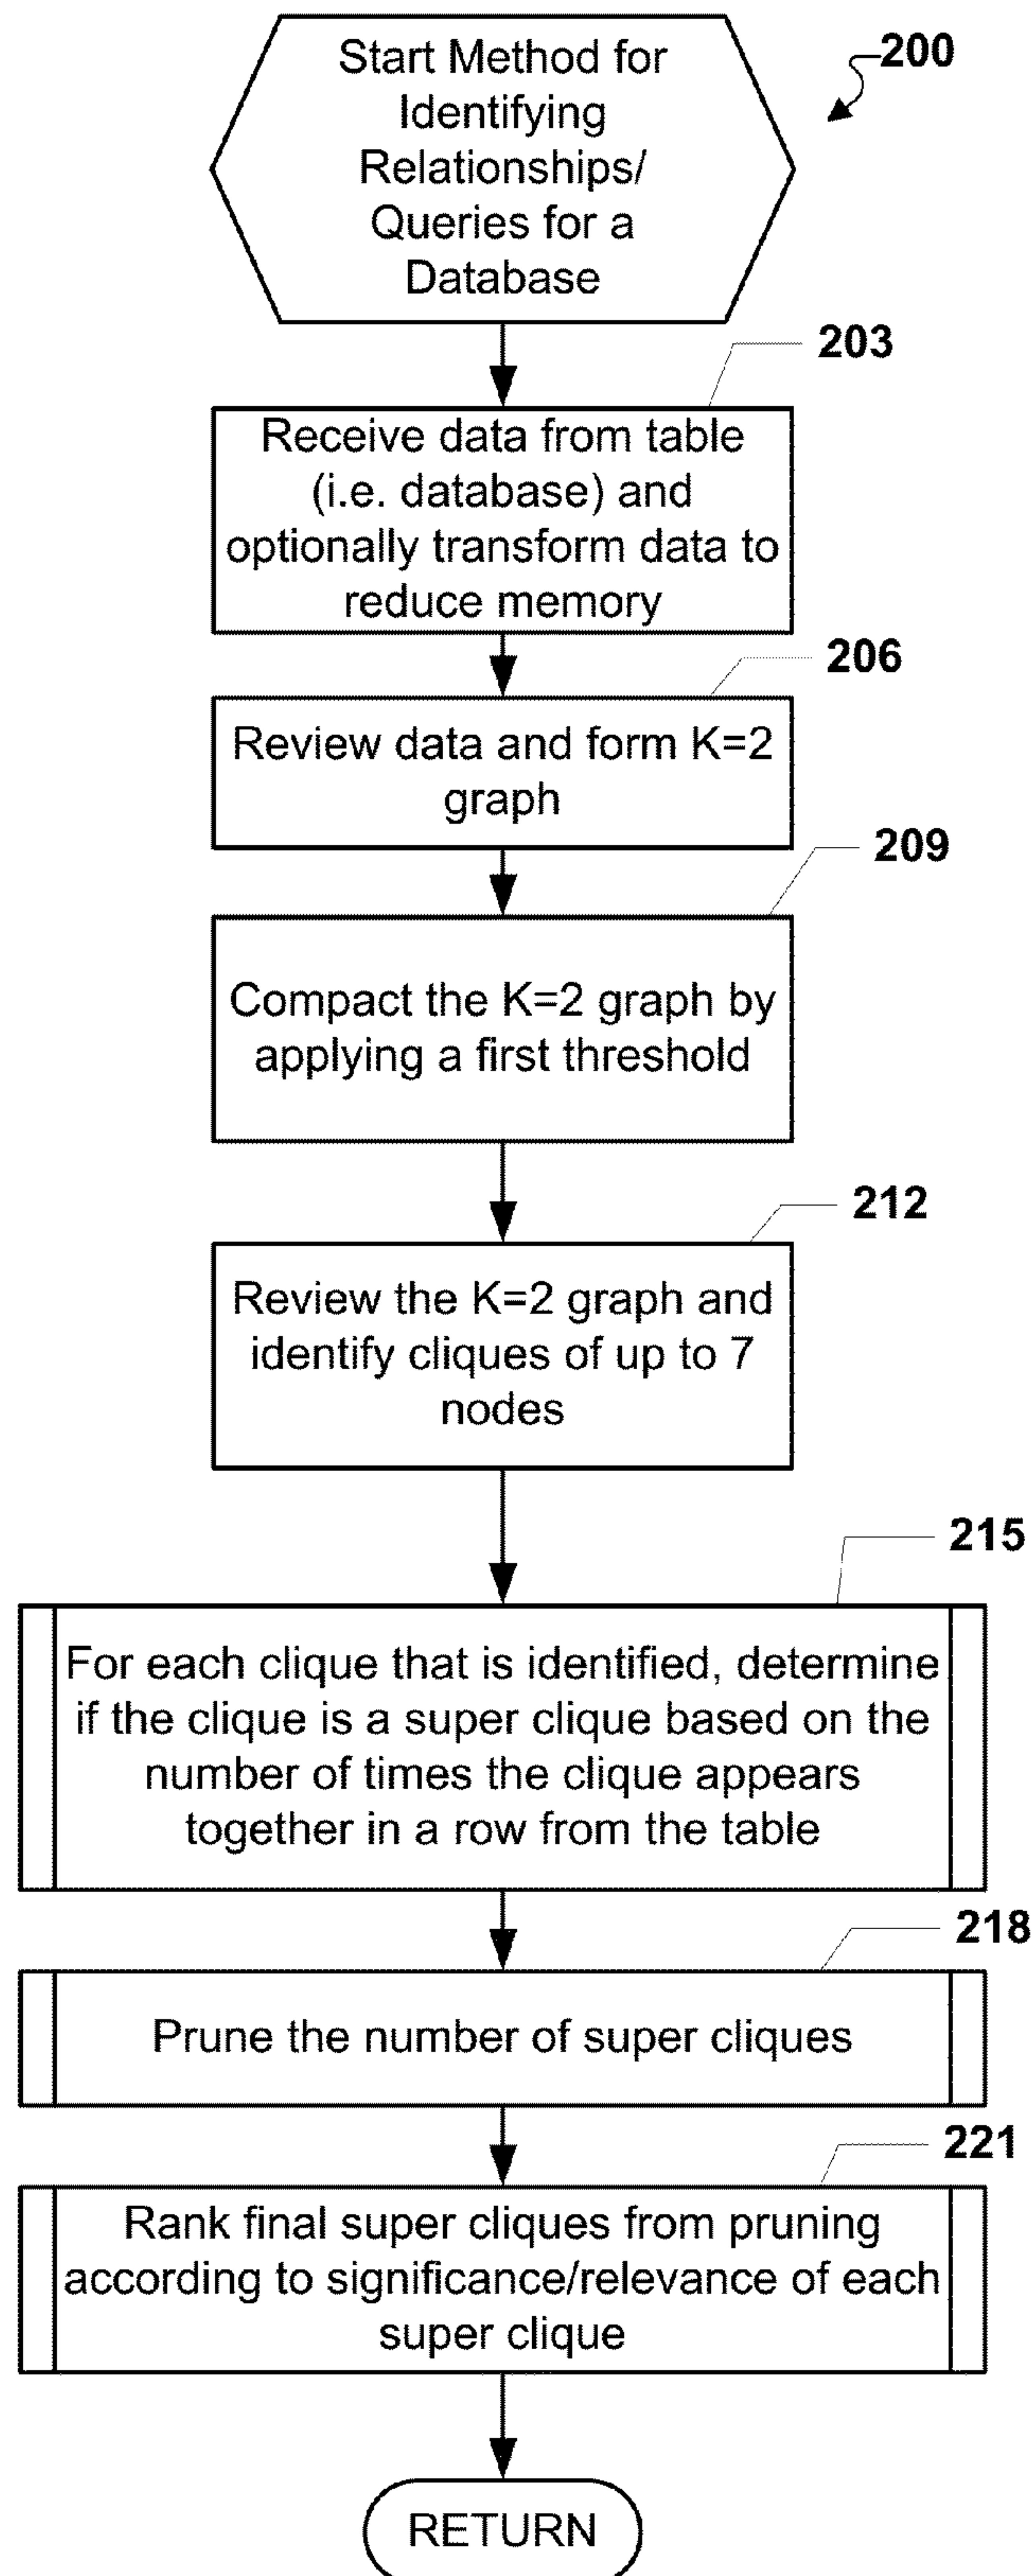 Start Method for
Identifying
Relationships/
Queries for a
Database
200
203
Receive data from table
(i.e. database) and
optionally transform data to
reduce memory
206
Review data and form K=2
graph
209
Compact the K=2 graph by
applying a first threshold
212
Review the K=2 graph and
identify cliques of up to 7
nodes
215
For each clique that is identified, determine
if the clique is a super clique based on the
number of times the clique appears
together in a row from the table
218
Prune the number of super cliques
221
Rank final super cliques from pruning
according to significance/relevance of each
super clique
RETURN